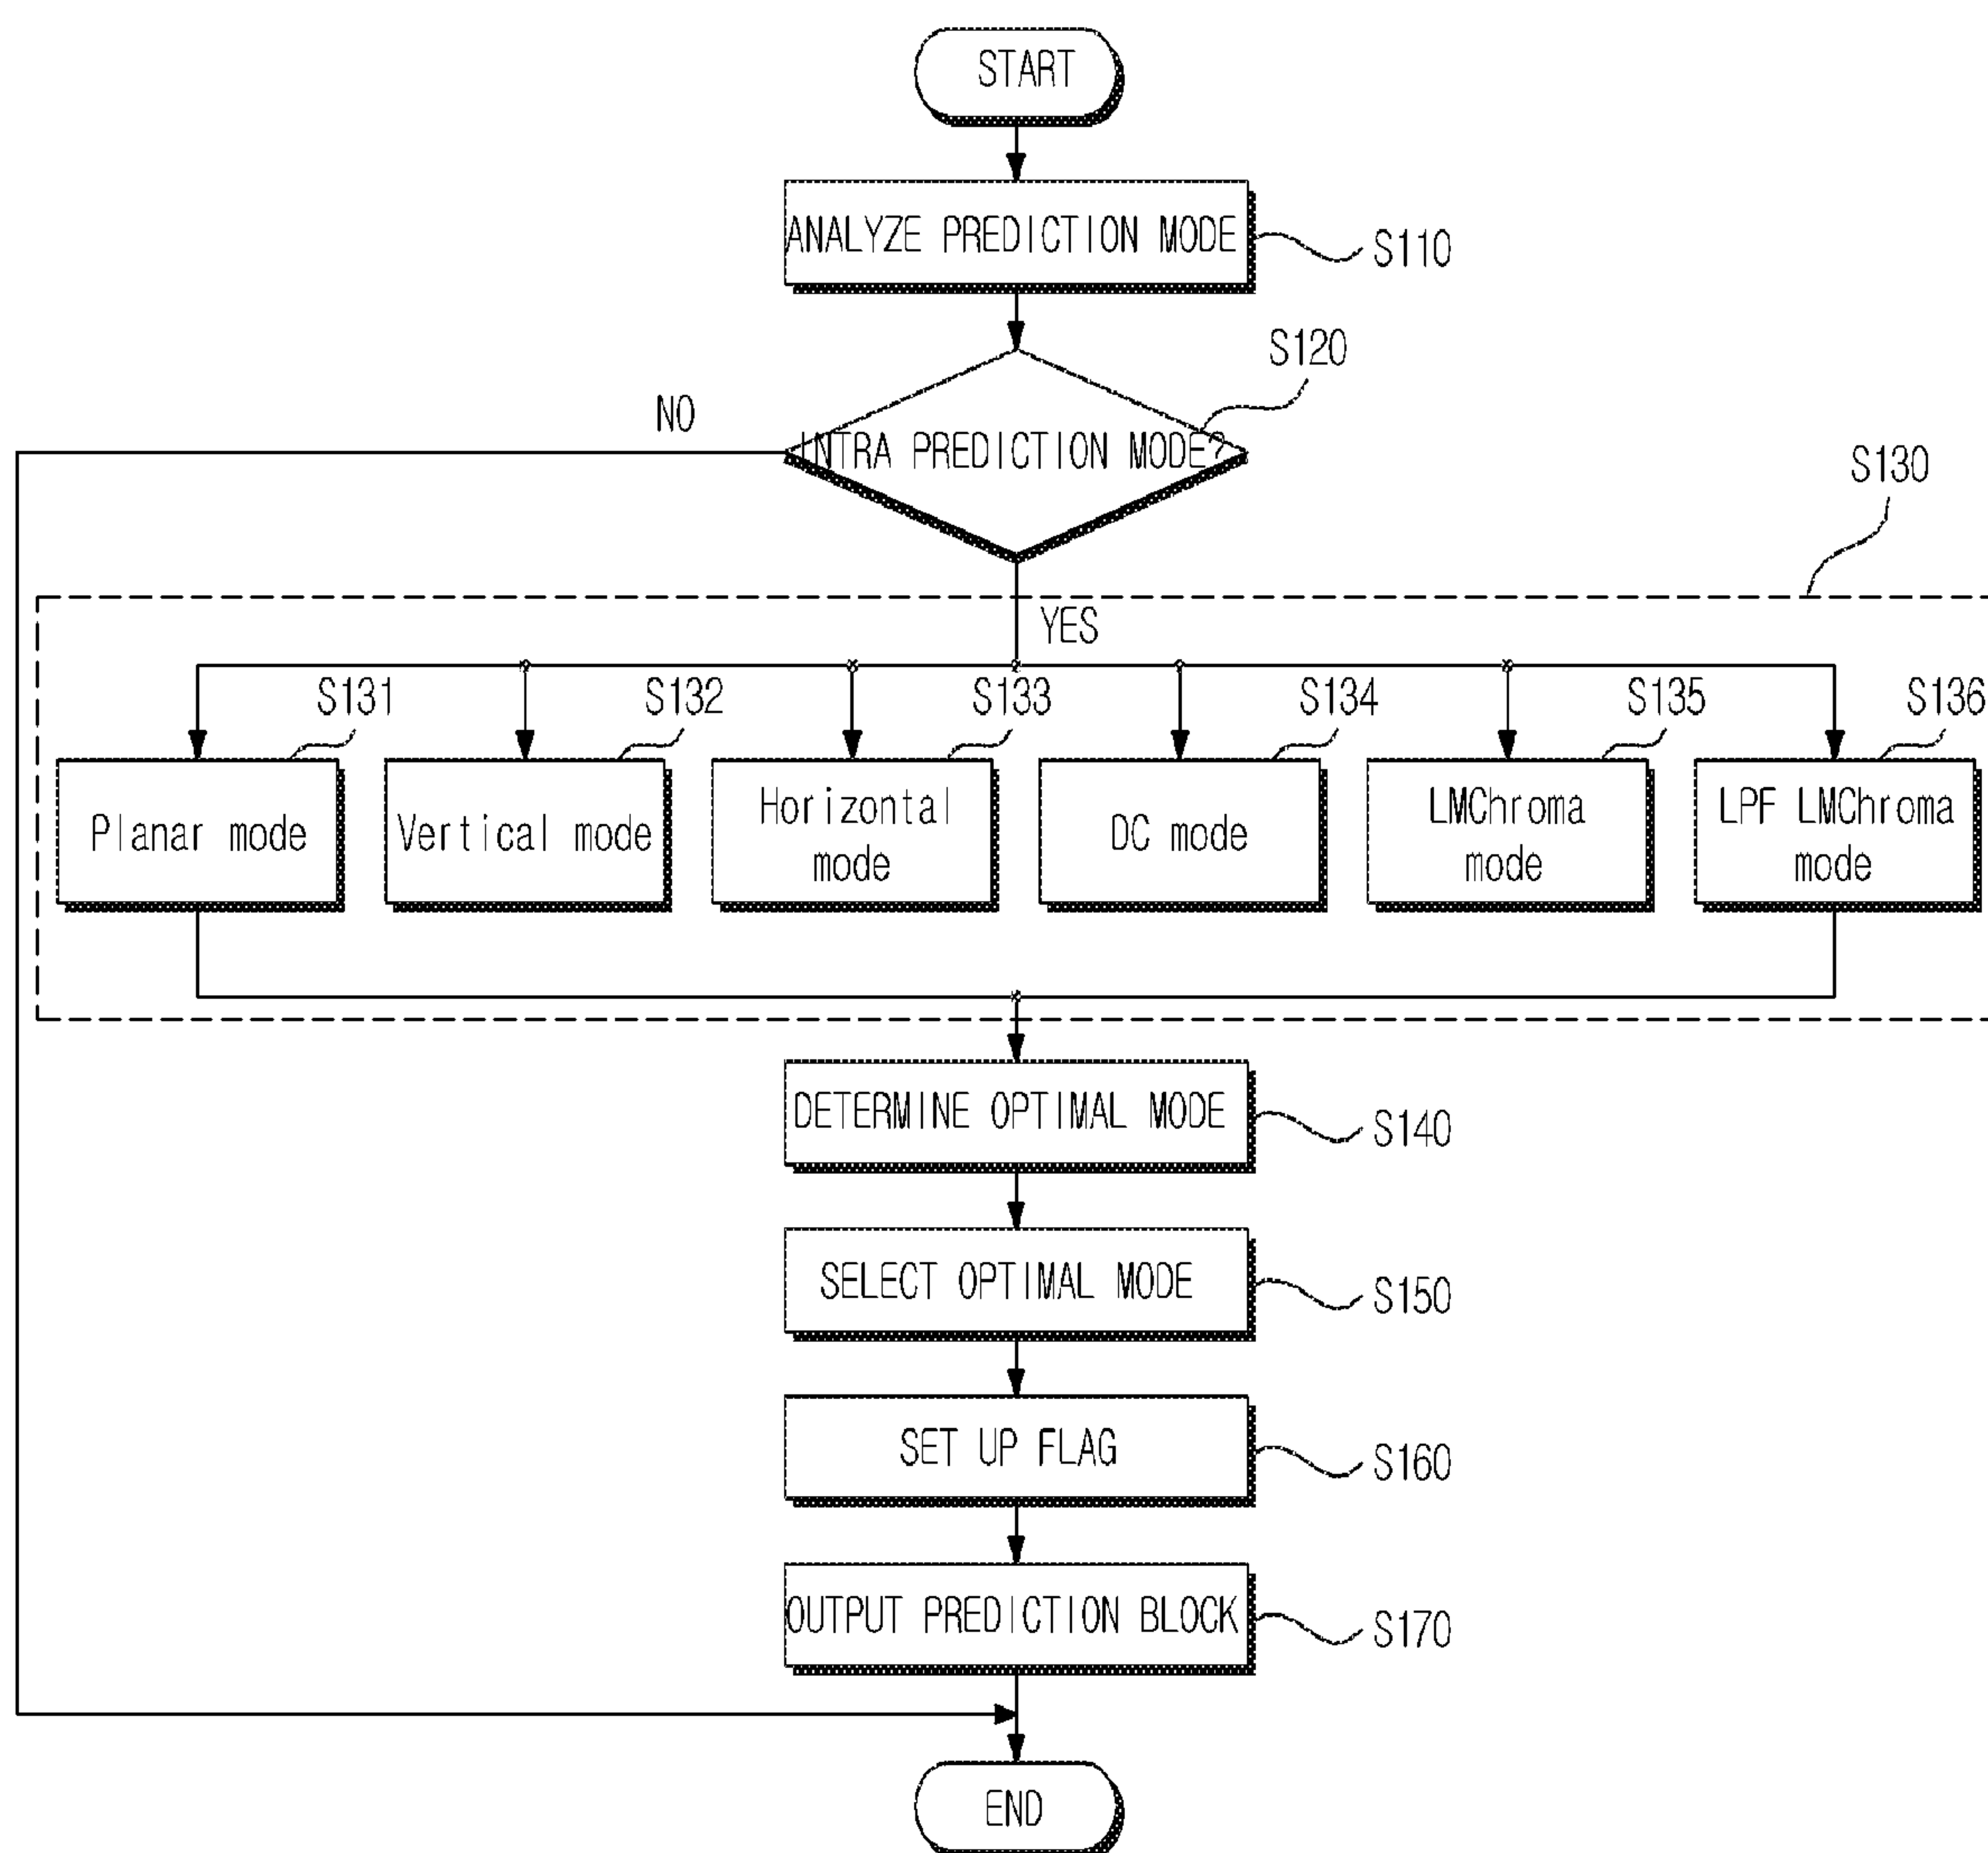 START
ANALYZE PREDICTION MODE
S110
S120
NO
INTRA PREDICTION MODE?
S130
YES
S131
S132
S133
S134
S135
S136
Planar mode
Vertical mode
Horizontal
mode
DC mode
LMChroma
mode
LPF LMChroma
mode
DETERMINE OPTIMAL MODE
S140
SELECT OPTIMAL MODE
S150
SET UP FLAG
S160
OUTPUT PREDICTION BLOCK
S170
END